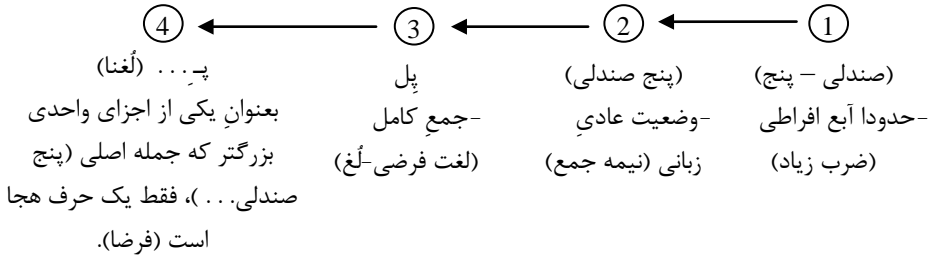 ① ② ③ ④
(صندلی – پنج)
-حدودا آبع افراطی
(ضرب زیاد)
(پنج صندلی)
-وضعیت عادیِ
زبانی (نیمه جمع)
پِل
-جمعِ کامل
(لغت فرضی-لُغ)
پـِ... (لُغنا)
بعنوانِ یکی از اجزای واحدی
بزرگتر که جمله اصلی (پنج
صندلی...)، فقط یک حرف هجا
است (فرضا).